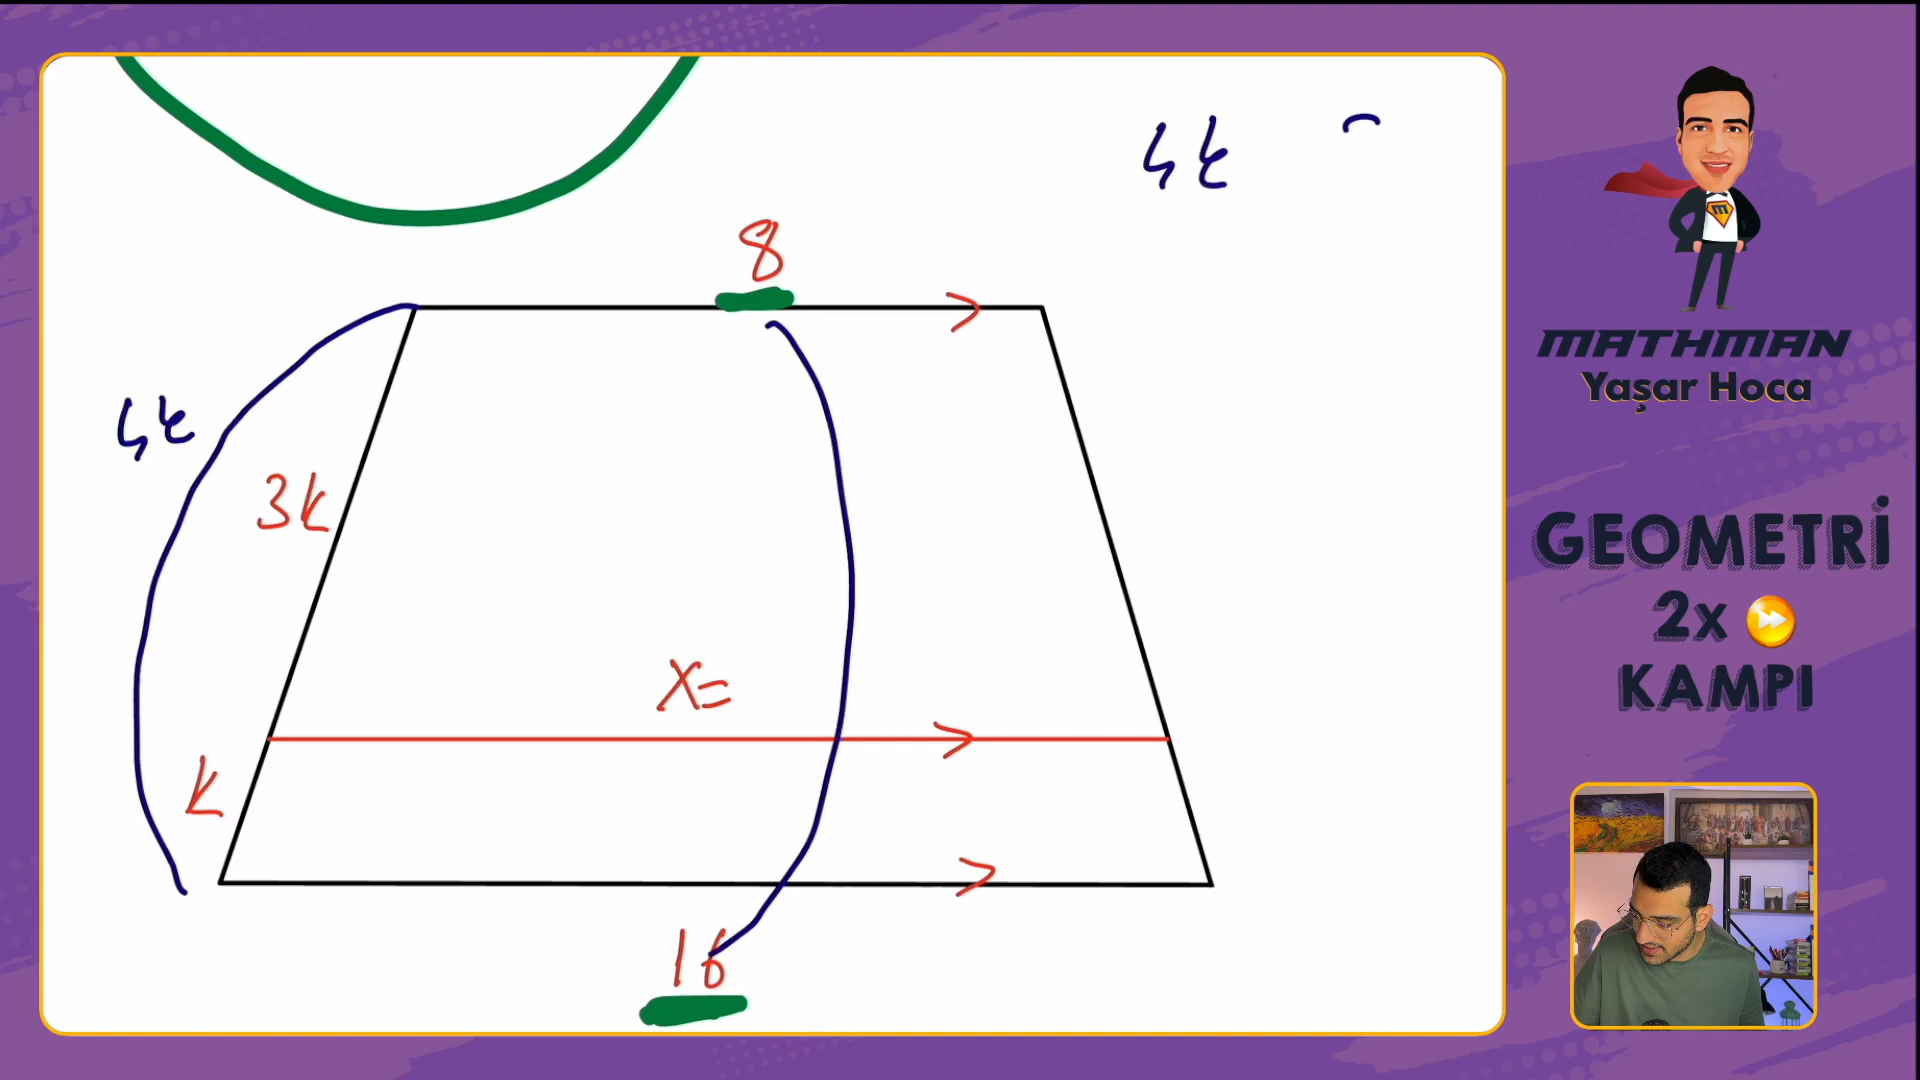 4k
8
4k
3k
x=
k
16
MATHMAN
Yaşar Hoca
GEOMETRİ
2x
KAMPI